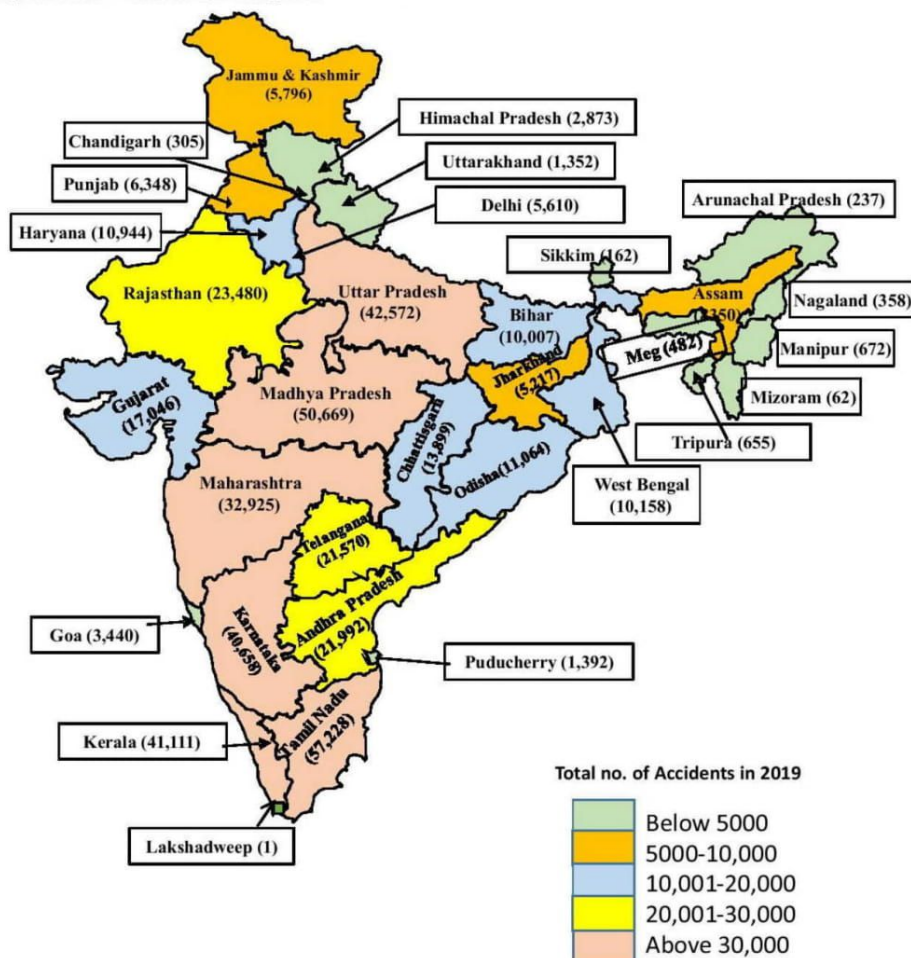 Jammu & Kashmir
(5,796)
Himachal Pradesh (2,873)
Chandigarh (305)
Uttarakhand (1,352)
Punjab (6,348)
Arunachal Pradesh (237)
Delhi (5,610)
Haryana (10,944)
Sikkim (162)
Rajasthan (23,480)
Uttar Pradesh
(42,572)
Assam
Nagaland (358)
Bihar
(10,007)
Meg (482)
Manipur (672)
Jharkhand
(5,217)
Gujarat
(17,046)
Madhya Pradesh
(50,669)
Mizoram (62)
Chhattisgarh
(13,899)
Tripura (655)
Odisha(11,064)
Maharashtra
(32,925)
West Bengal
(10,158)
Telangana
(21,570)
Andhra Pradesh
(21,992)
Karnataka
(40,658)
Goa (3,440)
Puducherry (1,392)
Tamil Nadu
(57,228)
Kerala (41,111)
Lakshadweep (1)
Total no. of Accidents in 2019
Below 5000
5000-10,000
10,001-20,000
20,001-30,000
Above 30,000